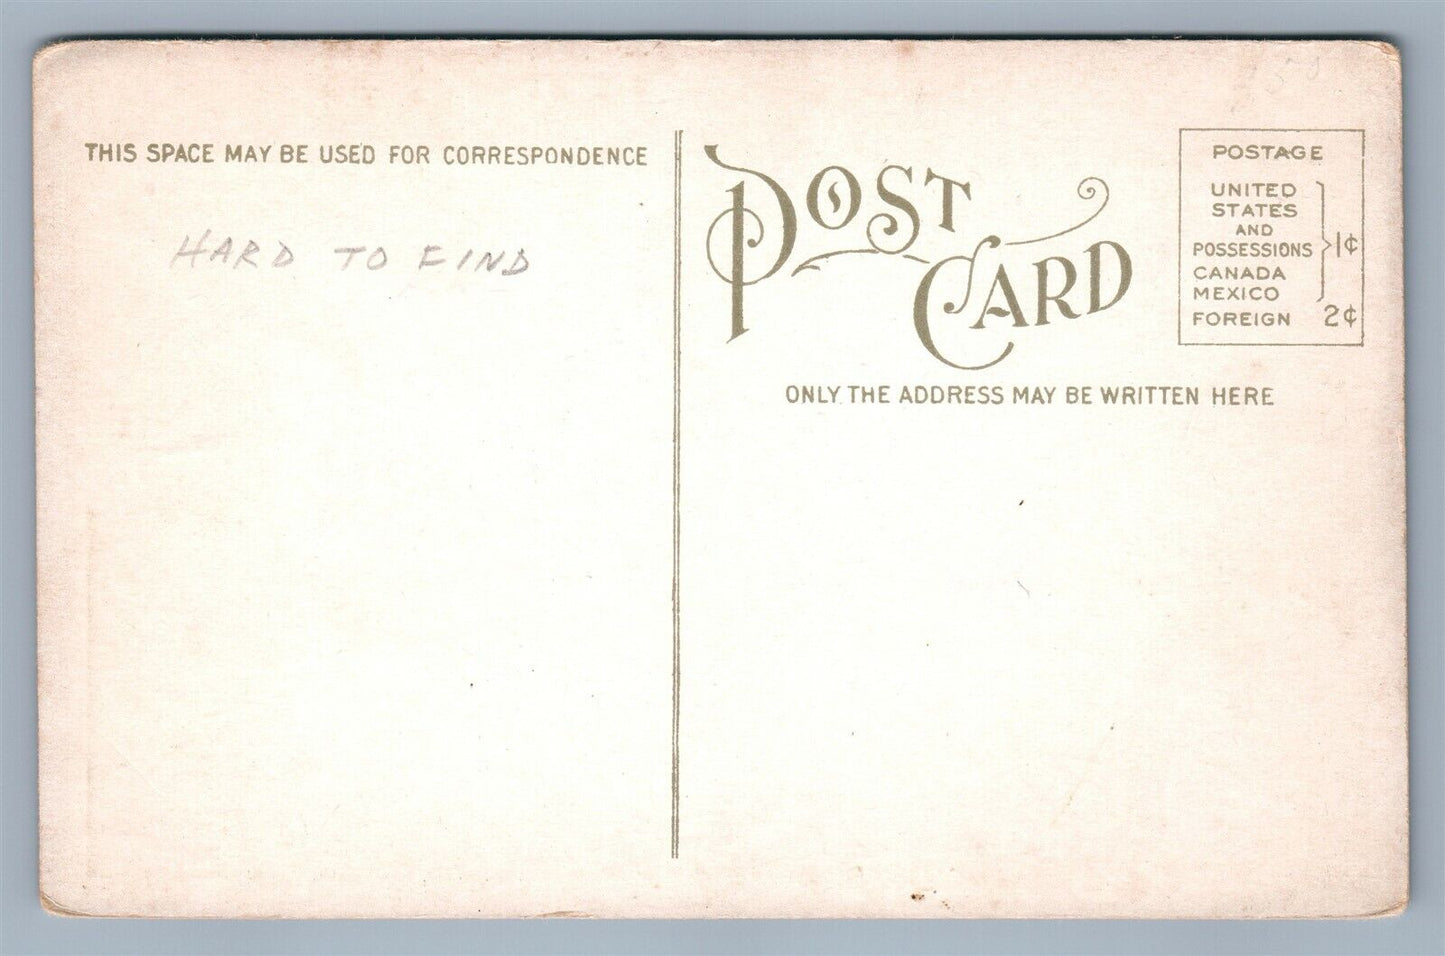 THIS SPACE MAY BE USED FOR CORRESPONDENCE
HARD TO FIND
POST
CARD
ONLY THE ADDRESS MAY BE WRITTEN HERE
POSTAGE
UNITED
STATES
AND
POSSESSIONS 1¢
CANADA
MEXICO
FOREIGN 2¢